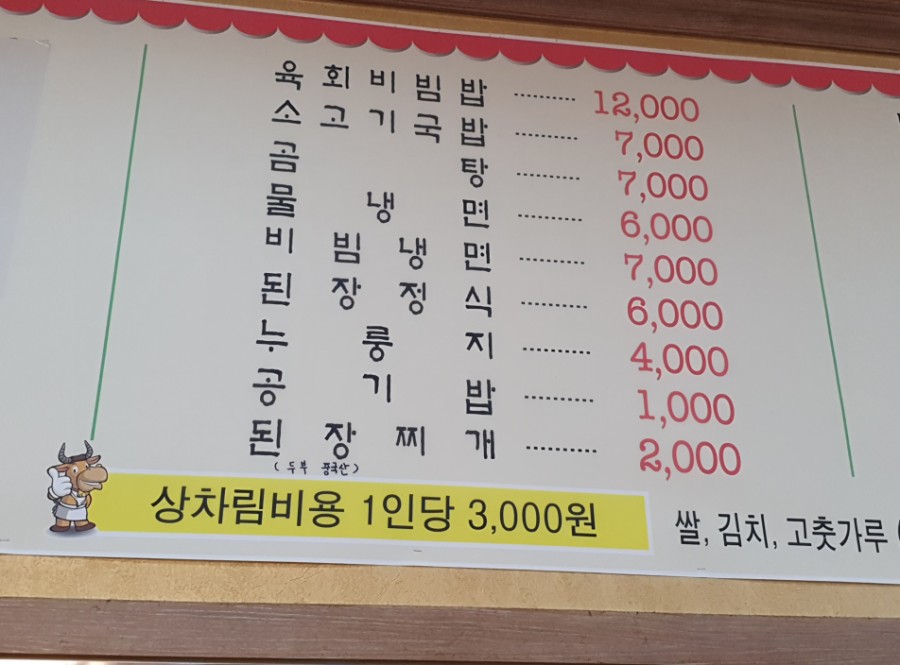 육회비빔밥 ........... 12,000
소고기국밥 ........... 7,000
곰탕 ........... 7,000
물냉면 ........... 6,000
비빔냉면 ........... 7,000
된장정식 ........... 6,000
누룽지 ........... 4,000
공기밥 ........... 1,000
된장찌개 ........... 2,000
(두부 중국산)
상차림비용 1인당 3,000원
쌀, 김치, 고춧가루 (